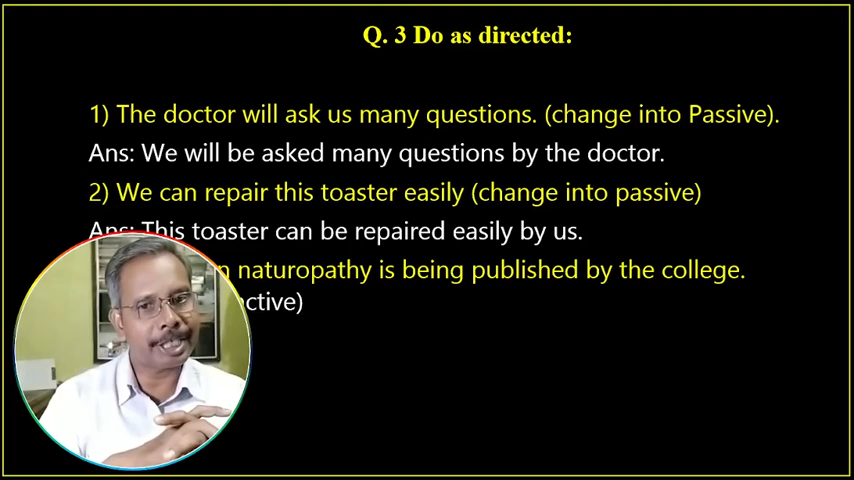 Q. 3 Do as directed:
1) The doctor will ask us many questions. (change into Passive).
Ans: We will be asked many questions by the doctor.
2) We can repair this toaster easily (change into passive)
Ans: This toaster can be repaired easily by us.
naturopathy is being published by the college.
active)